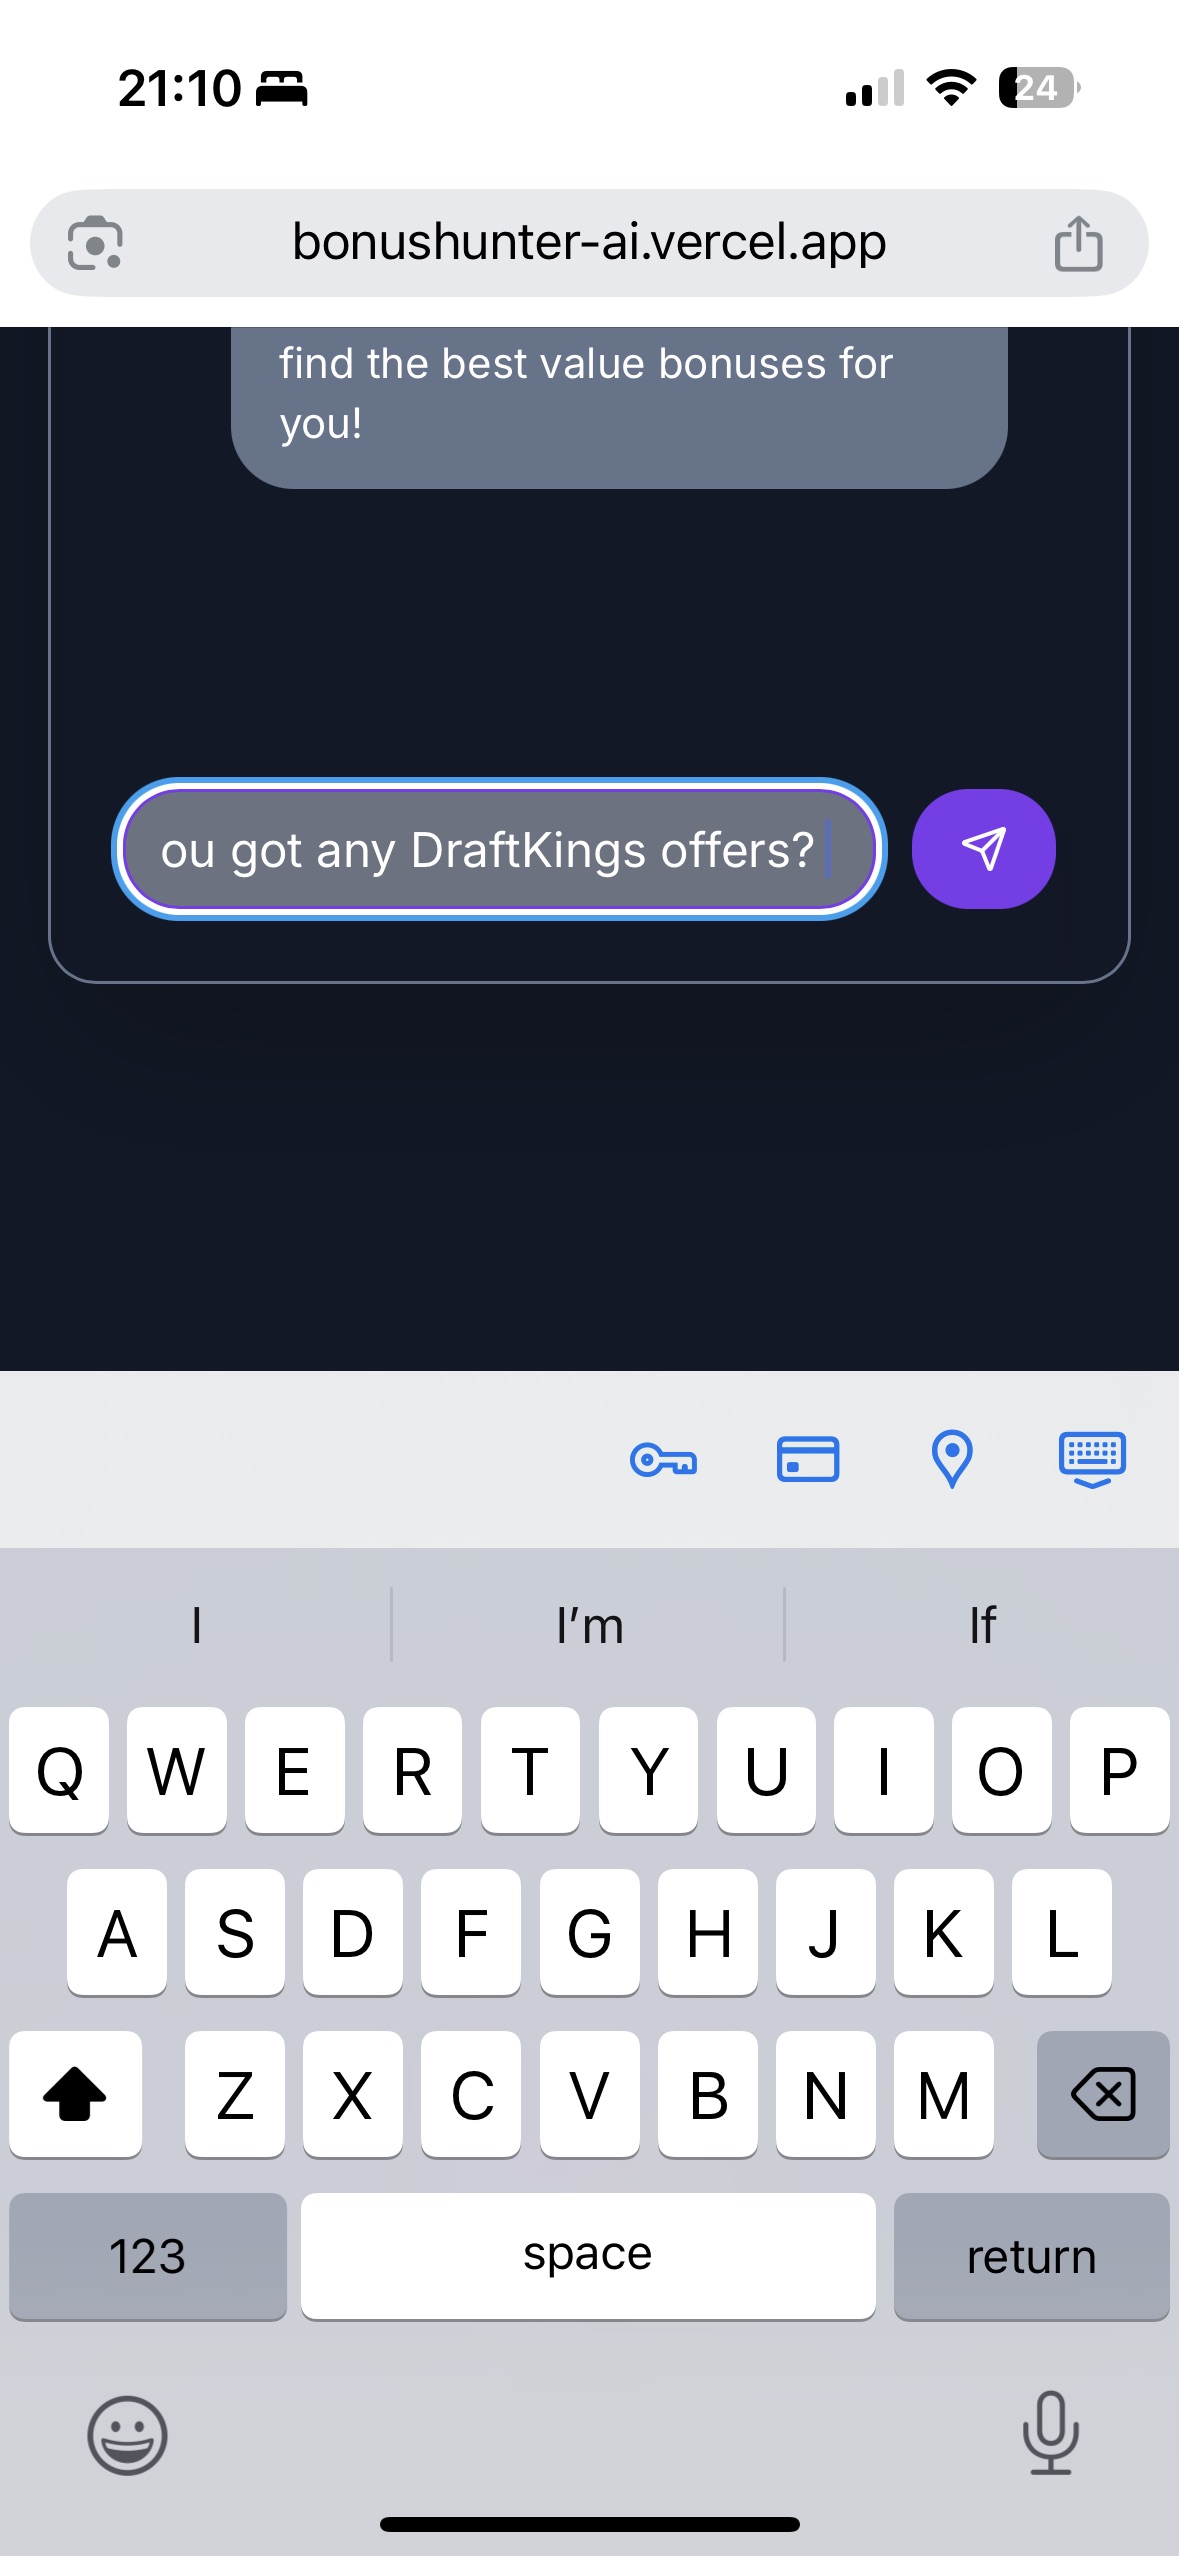 21:10
24
bonushunter-ai.vercel.app
find the best value bonuses for
you!
ou got any DraftKings offers?
I
I’m
If
Q W E R T Y U I O P
A S D F G H J K L
Z X C V B N M
123
space
return